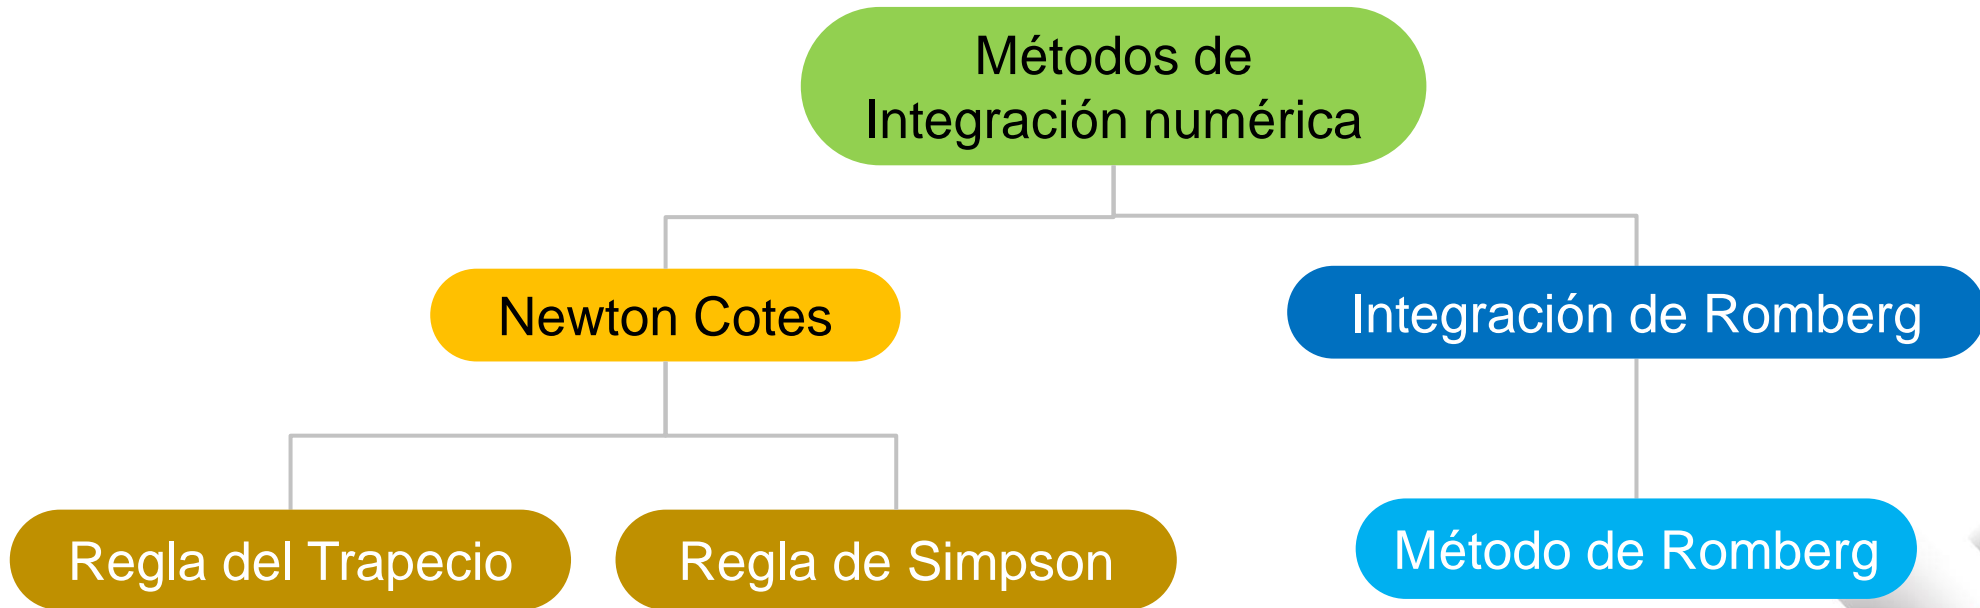 Métodos de
Integración numérica
Newton Cotes
Integración de Romberg
Regla del Trapecio
Regla de Simpson
Método de Romberg